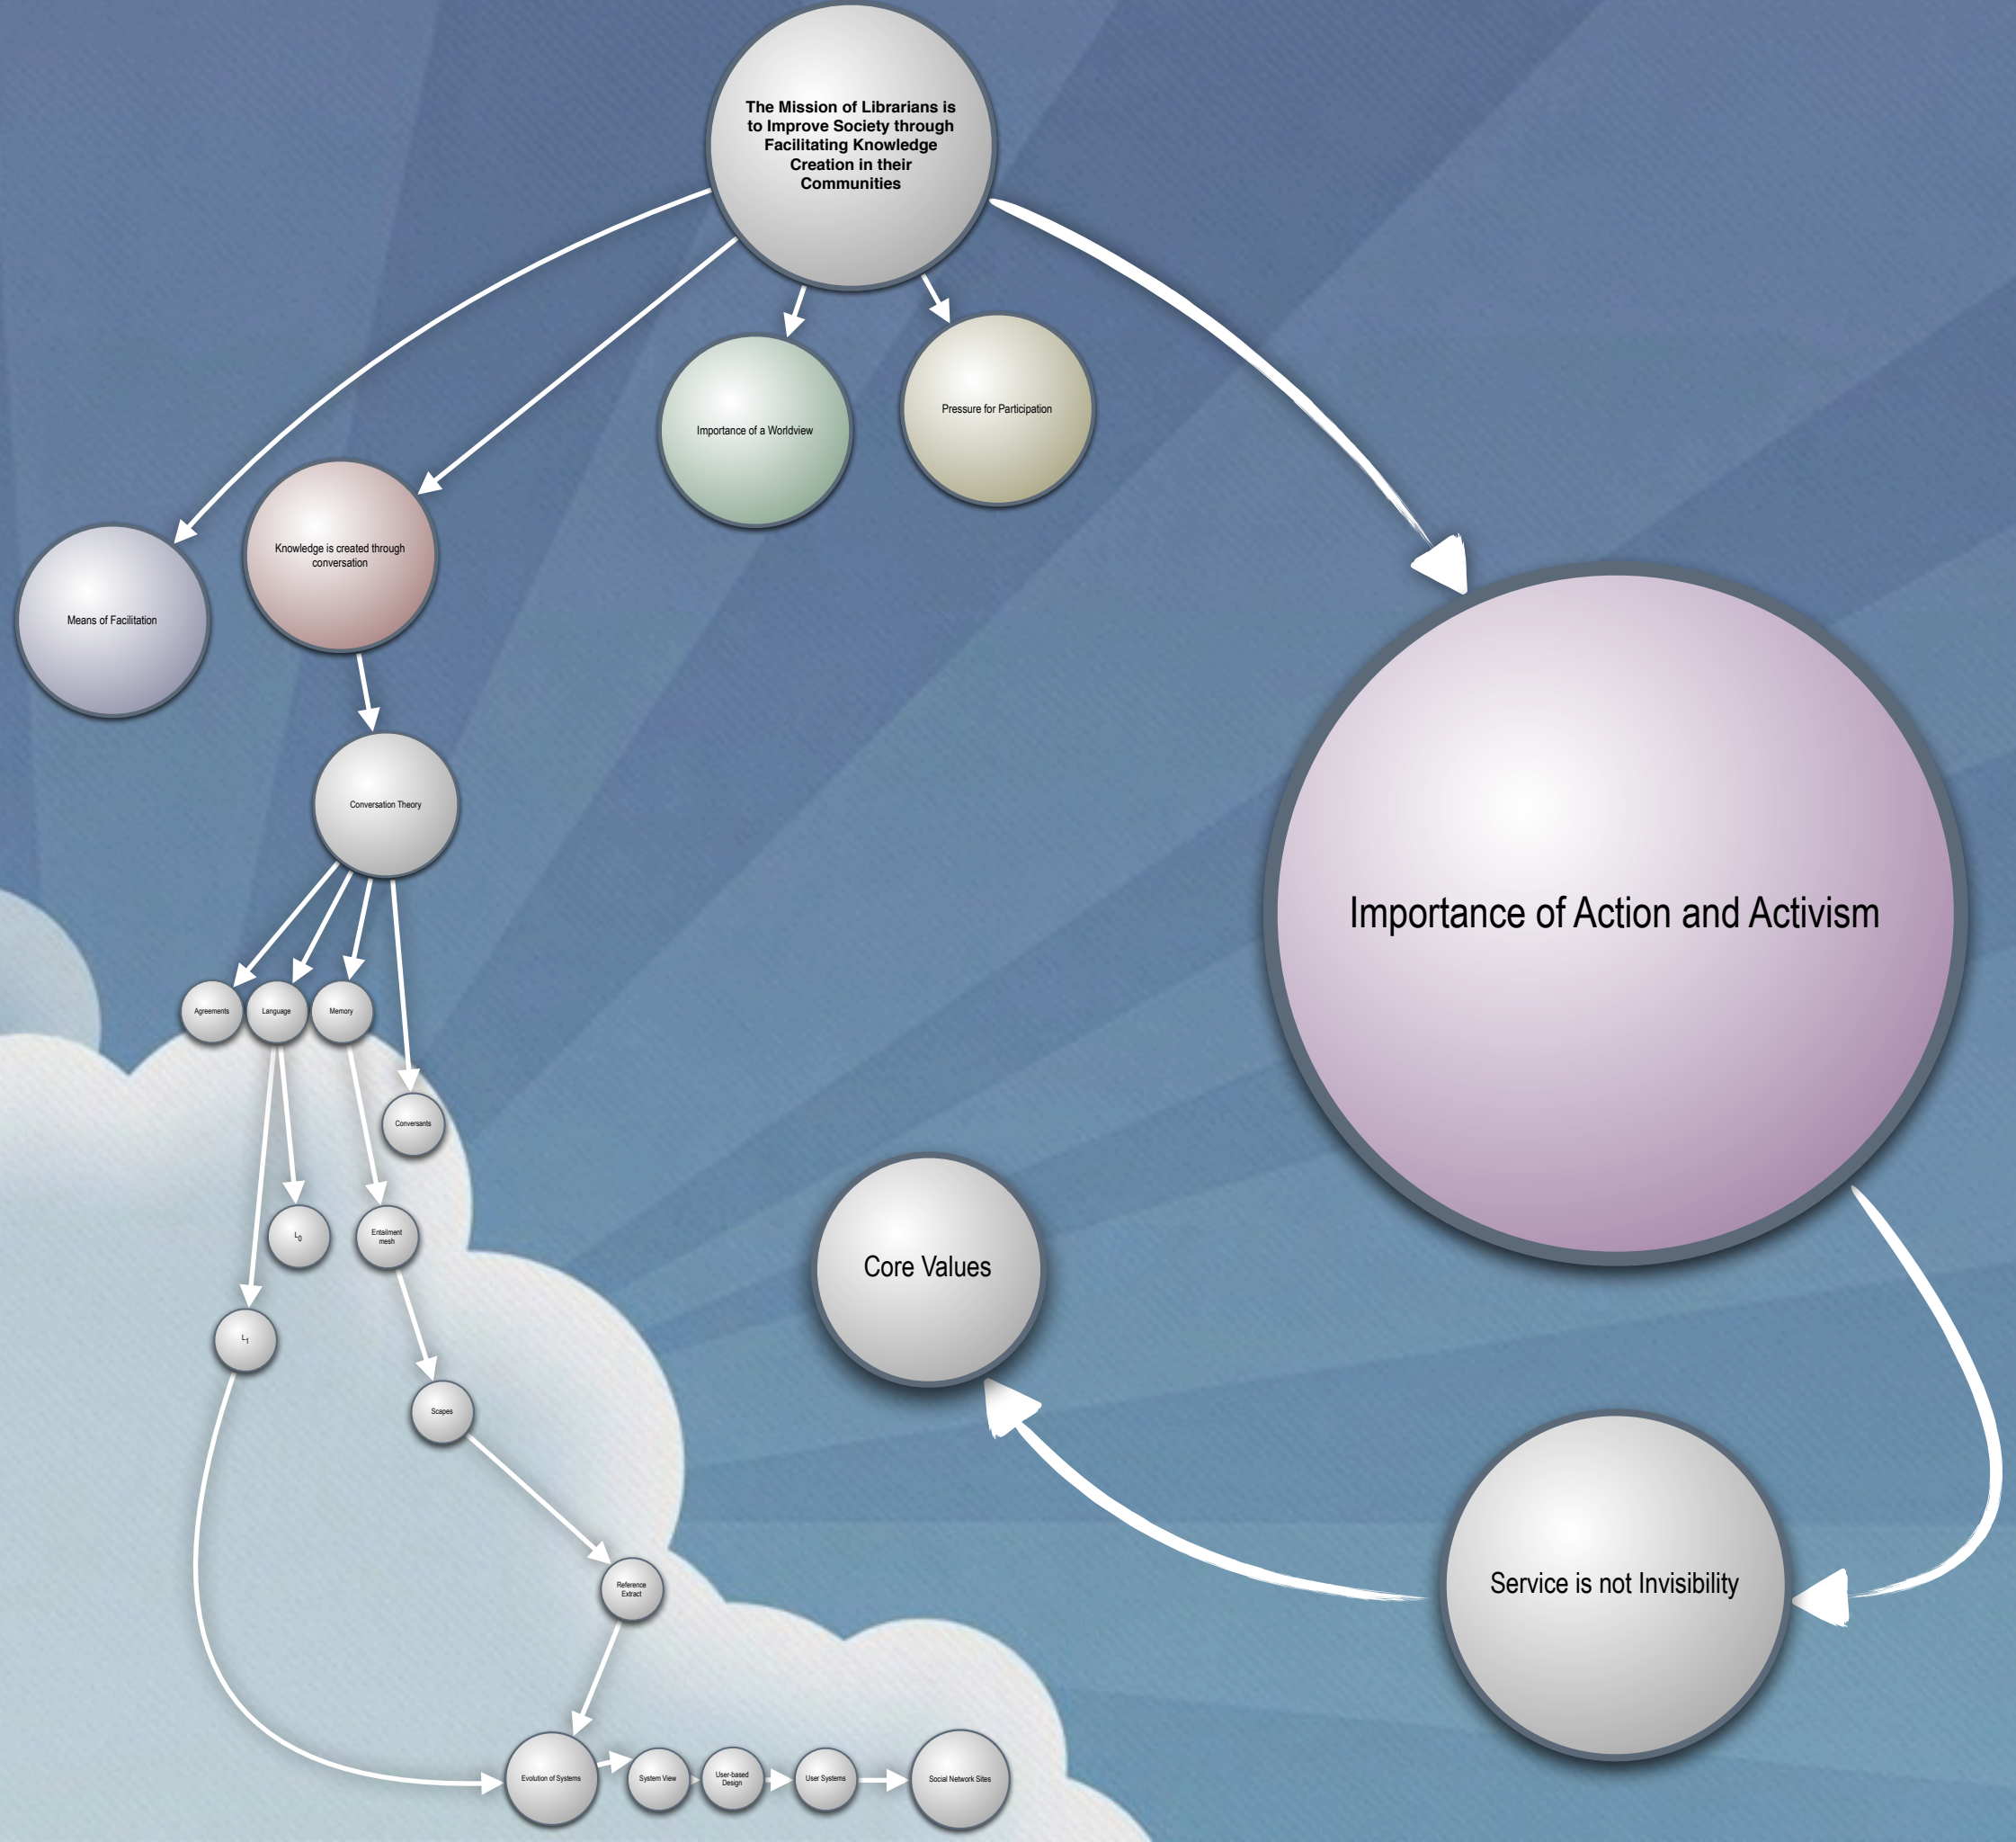 The Mission of Librarians is
to Improve Society through
Facilitating Knowledge
Creation in their
Communities
Importance of a Worldview
Pressure for Participation
Knowledge is created through
conversation
Means of Facilitation
Conversation Theory
Importance of Action and Activism
Agreements
Language
Memory
Conversants
L0
Entailment
mesh
Core Values
L1
Scapes
Reference
Extract
Service is not Invisibility
Evolution of Systems
System View
User-based
Design
User Systems
Social Network Sites